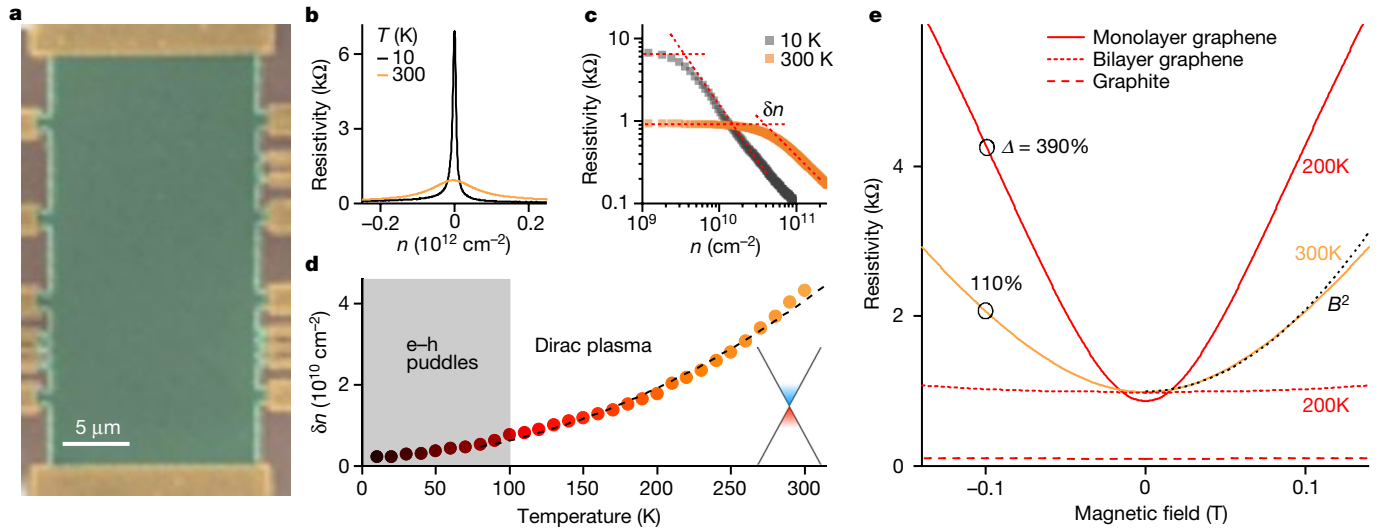 a
5 μm
b
T (K)
10
300
Resistivity (kΩ)
6
3
0
−0.2
0
0.2
n (10¹² cm⁻²)
c
10 K
300 K
δn
Resistivity (kΩ)
10
1
0.1
10⁹
10¹⁰
10¹¹
n (cm⁻²)
d
e–h
puddles
Dirac plasma
δn (10¹⁰ cm⁻²)
4
2
0
0
50
100
150
200
250
300
Temperature (K)
e
Monolayer graphene
Bilayer graphene
Graphite
Δ = 390%
200K
110%
300K
B²
200K
Resistivity (kΩ)
4
2
0
−0.1
0
0.1
Magnetic field (T)